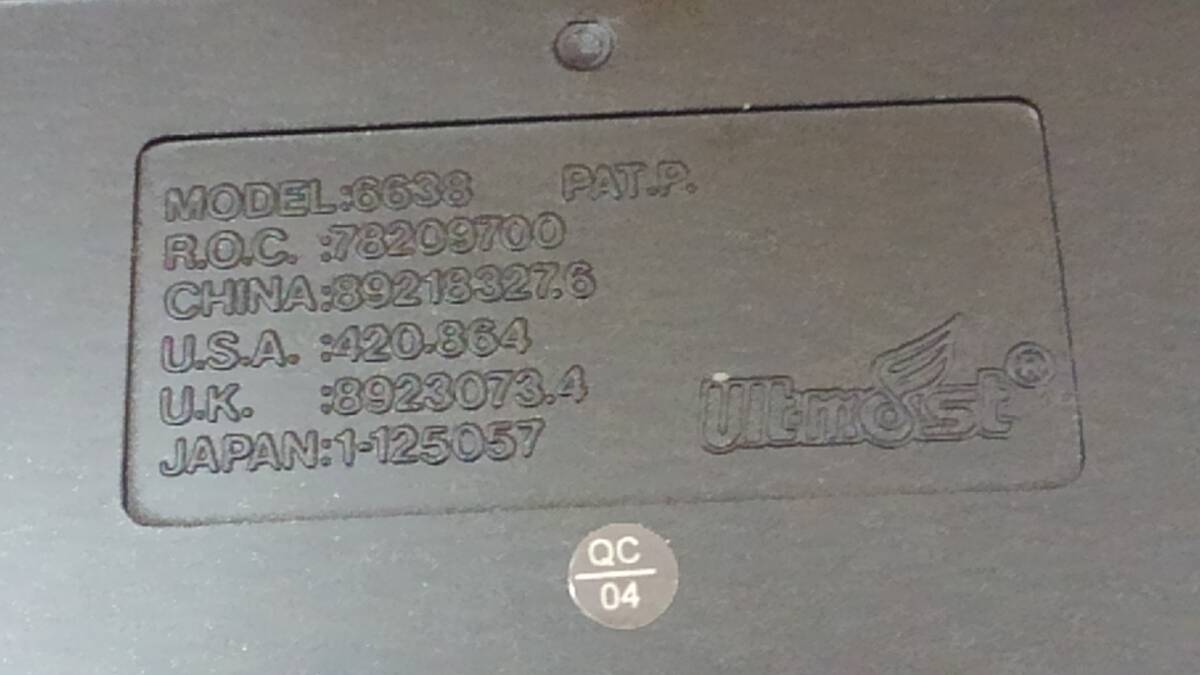 MODEL:6638 PAT.P.
R.O.C. :78209700
CHINA:89218327.6
U.S.A. :420.864
U.K. :8923073.4
JAPAN:1-125057
Ultmost®
QC
04